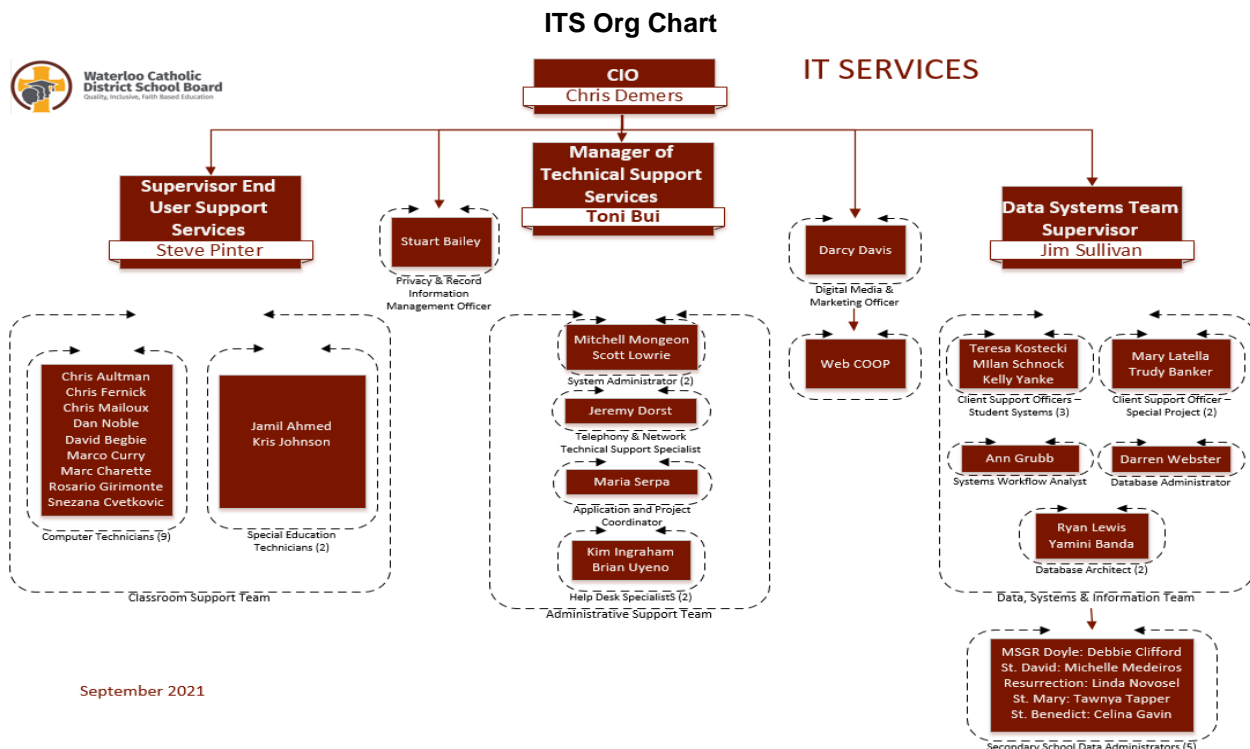 ITS Org Chart
Waterloo Catholic
District School Board
Quality, Inclusive, Faith Based Education
IT SERVICES
CIO
Chris Demers
Supervisor End
User Support
Services
Steve Pinter
Stuart Bailey
Privacy & Record
Information
Management Officer
Manager of
Technical Support
Services
Toni Bui
Darcy Davis
Digital Media &
Marketing Officer
Web COOP
Data Systems Team
Supervisor
Jim Sullivan
Chris Aultman
Chris Fernick
Chris Mailoux
Dan Noble
David Begbie
Marco Curry
Marc Charette
Rosario Girimonte
Snezana Cvetkovic
Computer Technicians (9)
Jamil Ahmed
Kris Johnson
Special Education
Technicians (2)
Classroom Support Team
Mitchell Mongeon
Scott Lowrie
System Administrator (2)
Jeremy Dorst
Telephony & Network
Technical Support Specialist
Maria Serpa
Application and Project
Coordinator
Kim Ingraham
Brian Uyeno
Help Desk SpecialistS (2)
Administrative Support Team
Teresa Kostecki
MIlan Schnock
Kelly Yanke
Client Support Officers –
Student Systems (3)
Mary Latella
Trudy Banker
Client Support Officer –
Special Project (2)
Ann Grubb
Systems Workflow Analyst
Darren Webster
Database Administrator
Ryan Lewis
Yamini Banda
Database Architect (2)
Data, Systems & Information Team
MSGR Doyle: Debbie Clifford
St. David: Michelle Medeiros
Resurrection: Linda Novosel
St. Mary: Tawnya Tapper
St. Benedict: Celina Gavin
Secondary School Data Administrators (5)
September 2021